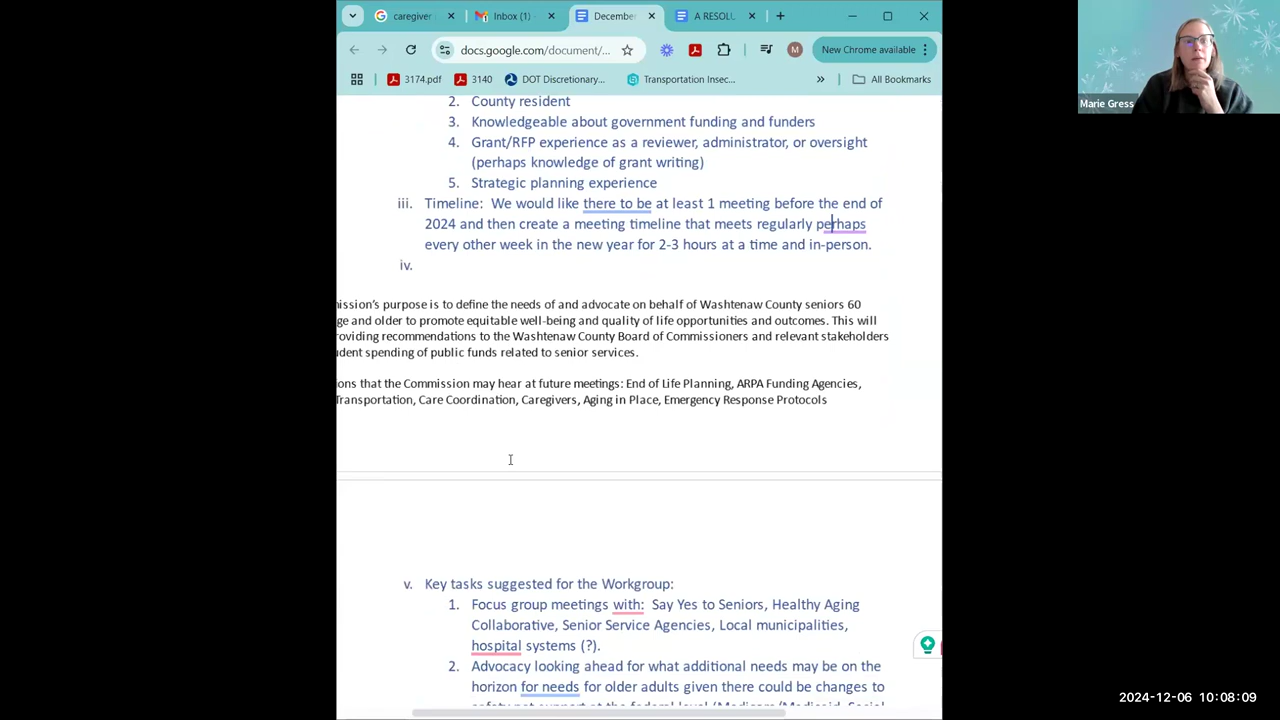 caregiver
Inbox (1)
December
A RESOLU
docs.google.com/document/...
M
New Chrome available
3174.pdf
3140
DOT Discretionary...
Transportation Insec...
»
All Bookmarks
Marie Gress
2. County resident
3. Knowledgeable about government funding and funders
4. Grant/RFP experience as a reviewer, administrator, or oversight
(perhaps knowledge of grant writing)
5. Strategic planning experience
iii. Timeline: We would like there to be at least 1 meeting before the end of
2024 and then create a meeting timeline that meets regularly perhaps
every other week in the new year for 2-3 hours at a time and in-person.
iv.
ission's purpose is to define the needs of and advocate on behalf of Washtenaw County seniors 60
ge and older to promote equitable well-being and quality of life opportunities and outcomes. This will
roviding recommendations to the Washtenaw County Board of Commissioners and relevant stakeholders
dent spending of public funds related to senior services.
ons that the Commission may hear at future meetings: End of Life Planning, ARPA Funding Agencies,
Transportation, Care Coordination, Caregivers, Aging in Place, Emergency Response Protocols
v. Key tasks suggested for the Workgroup:
1. Focus group meetings with: Say Yes to Seniors, Healthy Aging
Collaborative, Senior Service Agencies, Local municipalities,
hospital systems (?).
2. Advocacy looking ahead for what additional needs may be on the
horizon for needs for older adults given there could be changes to
safety net support at the federal level (Medicare/Medicaid, Social
2024-12-06 10:08:09